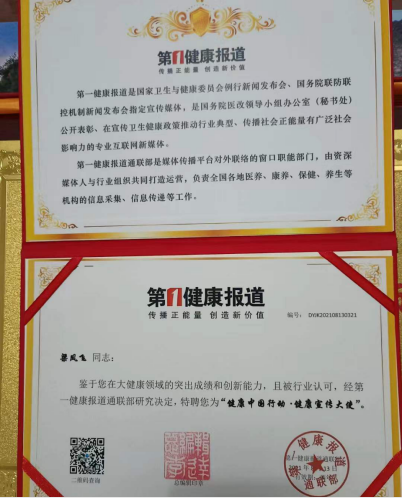 第1健康报道
传播正能量 创造新价值
第一健康报道是国家卫生与健康委员会例行新闻发布会、国务院联防联
控机制新闻发布会指定宣传媒体，是国务院医改领导小组办公室（秘书处）
公开表彰、在宣传卫生健康政策推动行业典型、传播社会正能量有广泛社会
影响力的专业互联网新媒体。
第一健康报道通联部是媒体传播平台对外联络的窗口职能部门，由资深
媒体人与行业组织共同打造运营，负责全国各地医养、康养、保健、养生等
机构的信息采集、信息传递等工作。
第1健康报道
传播正能量 创造新价值
编号：DYJK202108130321
梁凤飞 同志：
鉴于您在大健康领域的突出成绩和创新能力，且被行业认可，经第
一健康报道通联部研究决定，特聘您为“健康中国行动·健康宣传大使”。
二维码查询
总编辑印章
第一健康报道通联部